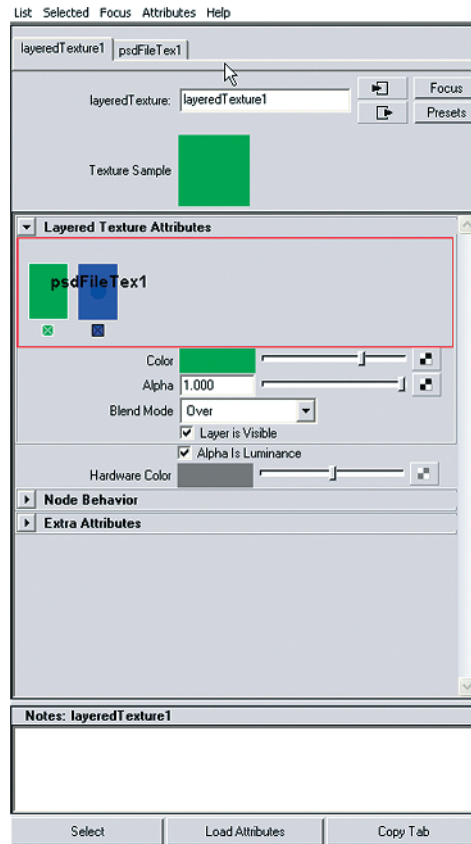 List Selected Focus Attributes Help
layeredTexture1 psdFileTex1
layeredTexture: layeredTexture1
Focus
Presets
Texture Sample
Layered Texture Attributes
psdFileTex1
Color
Alpha 1.000
Blend Mode Over
Layer is Visible
Alpha Is Luminance
Hardware Color
Node Behavior
Extra Attributes
Notes: layeredTexture1
Select Load Attributes Copy Tab